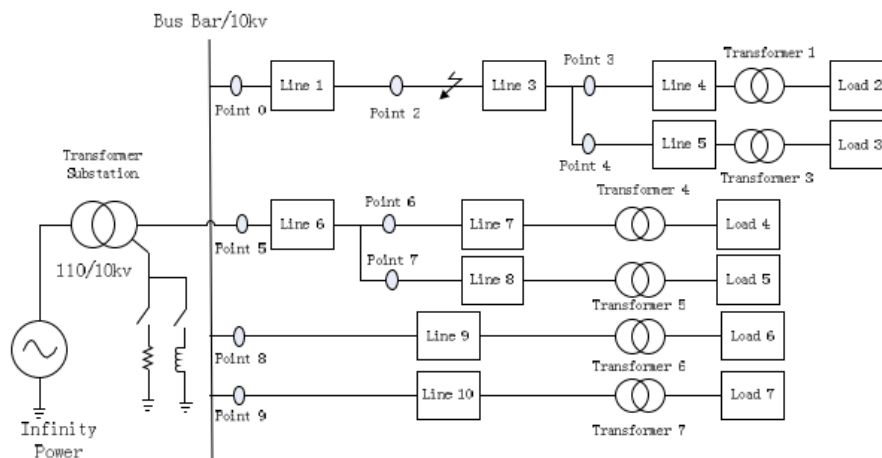 Bus Bar/10kv
Point 0
Line 1
Point 2
Line 3
Point 3
Line 4
Transformer 1
Load 2
Point 4
Line 5
Transformer 3
Load 3
Transformer
Substation
110/10kv
Point 5
Line 6
Point 6
Line 7
Transformer 4
Load 4
Point 7
Line 8
Transformer 5
Load 5
Point 8
Line 9
Transformer 6
Load 6
Point 9
Line 10
Transformer 7
Load 7
Infinity
Power